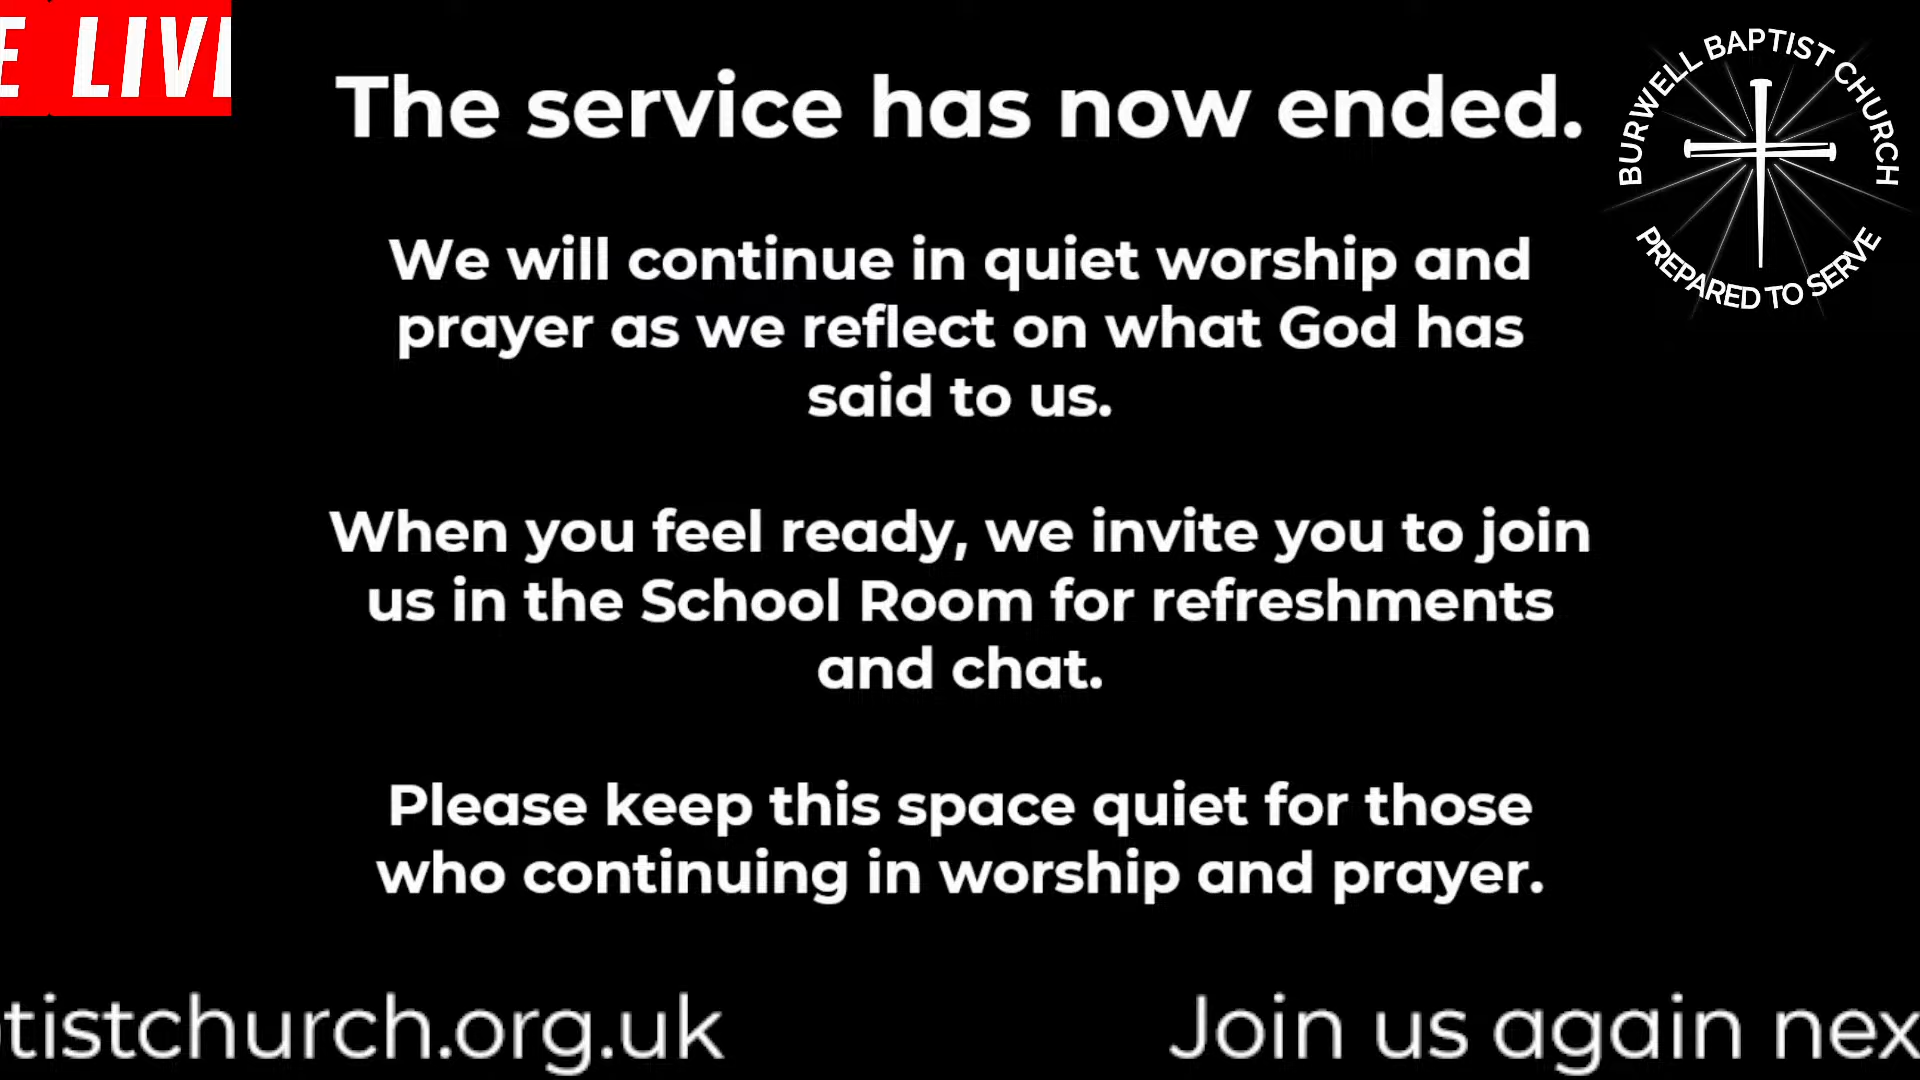 E LIVE
The service has now ended.
BURWELL BAPTIST CHURCH
PREPARED TO SERVE
We will continue in quiet worship and
prayer as we reflect on what God has
said to us.
When you feel ready, we invite you to join
us in the School Room for refreshments
and chat.
Please keep this space quiet for those
who continuing in worship and prayer.
tistchurch.org.uk
Join us again nex